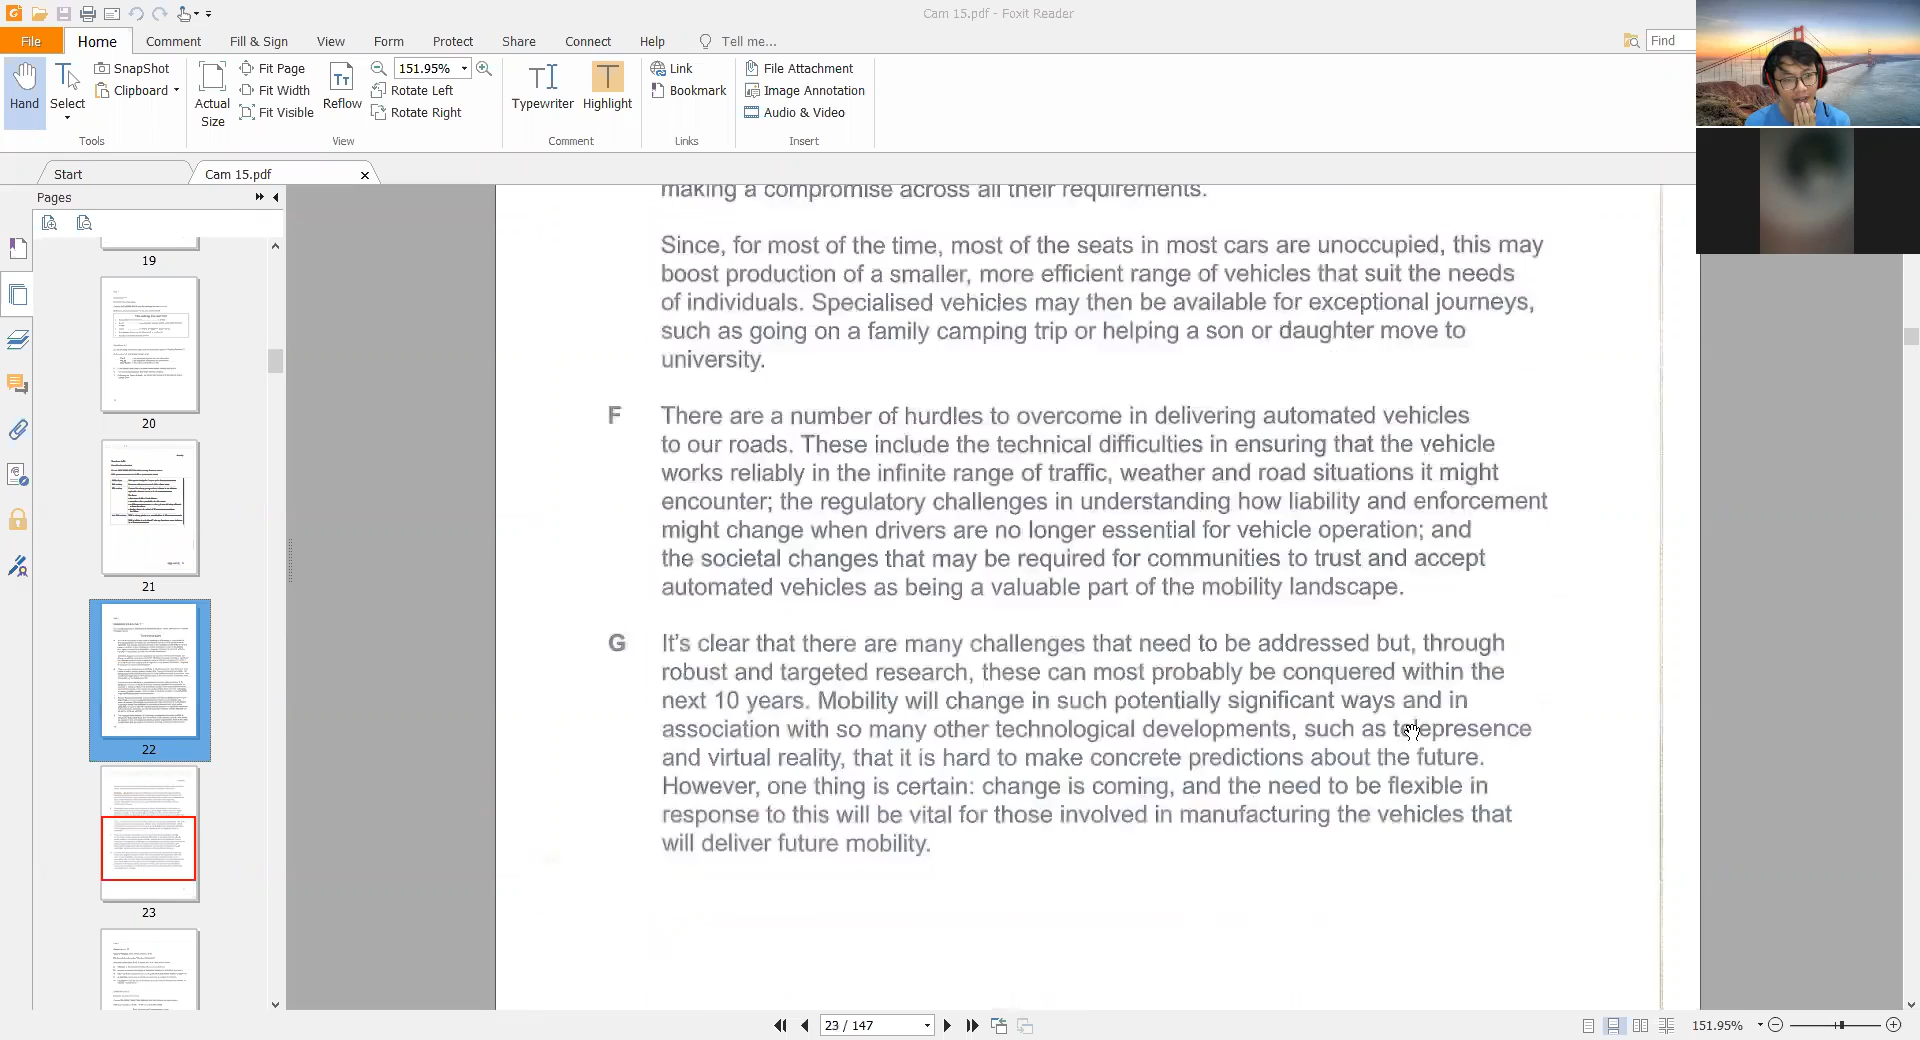 Cam 15.pdf - Foxit Reader
File Home Comment Fill & Sign View Form Protect Share Connect Help Tell me... Find
Hand
Select
SnapShot
Clipboard
Tools
Actual Size
Fit Page
Fit Width
Fit Visible
Reflow
151.95%
Rotate Left
Rotate Right
View
Typewriter
Highlight
Comment
Link
Bookmark
Links
File Attachment
Image Annotation
Audio & Video
Insert
Start Cam 15.pdf
Pages
19
20
21
22
23
making a compromise across all their requirements.
Since, for most of the time, most of the seats in most cars are unoccupied, this may
boost production of a smaller, more efficient range of vehicles that suit the needs
of individuals. Specialised vehicles may then be available for exceptional journeys,
such as going on a family camping trip or helping a son or daughter move to
university.
F There are a number of hurdles to overcome in delivering automated vehicles
to our roads. These include the technical difficulties in ensuring that the vehicle
works reliably in the infinite range of traffic, weather and road situations it might
encounter; the regulatory challenges in understanding how liability and enforcement
might change when drivers are no longer essential for vehicle operation; and
the societal changes that may be required for communities to trust and accept
automated vehicles as being a valuable part of the mobility landscape.
G It's clear that there are many challenges that need to be addressed but, through
robust and targeted research, these can most probably be conquered within the
next 10 years. Mobility will change in such potentially significant ways and in
association with so many other technological developments, such as telepresence
and virtual reality, that it is hard to make concrete predictions about the future.
However, one thing is certain: change is coming, and the need to be flexible in
response to this will be vital for those involved in manufacturing the vehicles that
will deliver future mobility.
23 / 147
151.95%